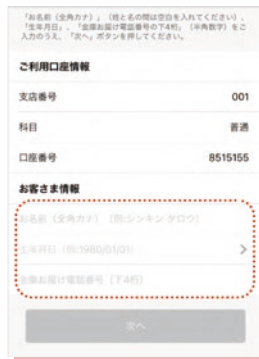 「お名前（全角カナ）」（姓と名の間は空白を入れてください）、
「生年月日」、「金庫お届け電話番号の下4桁」（半角数字）をご
入力のうえ、「次へ」ボタンを押してください。
ご利用口座情報
支店番号 001
科目 普通
口座番号 8515155
お客さま情報
お名前（全角カナ）（例:シンキン タロウ）
生年月日（例:1980/01/01）
金庫お届け電話番号（下4桁）
次へ